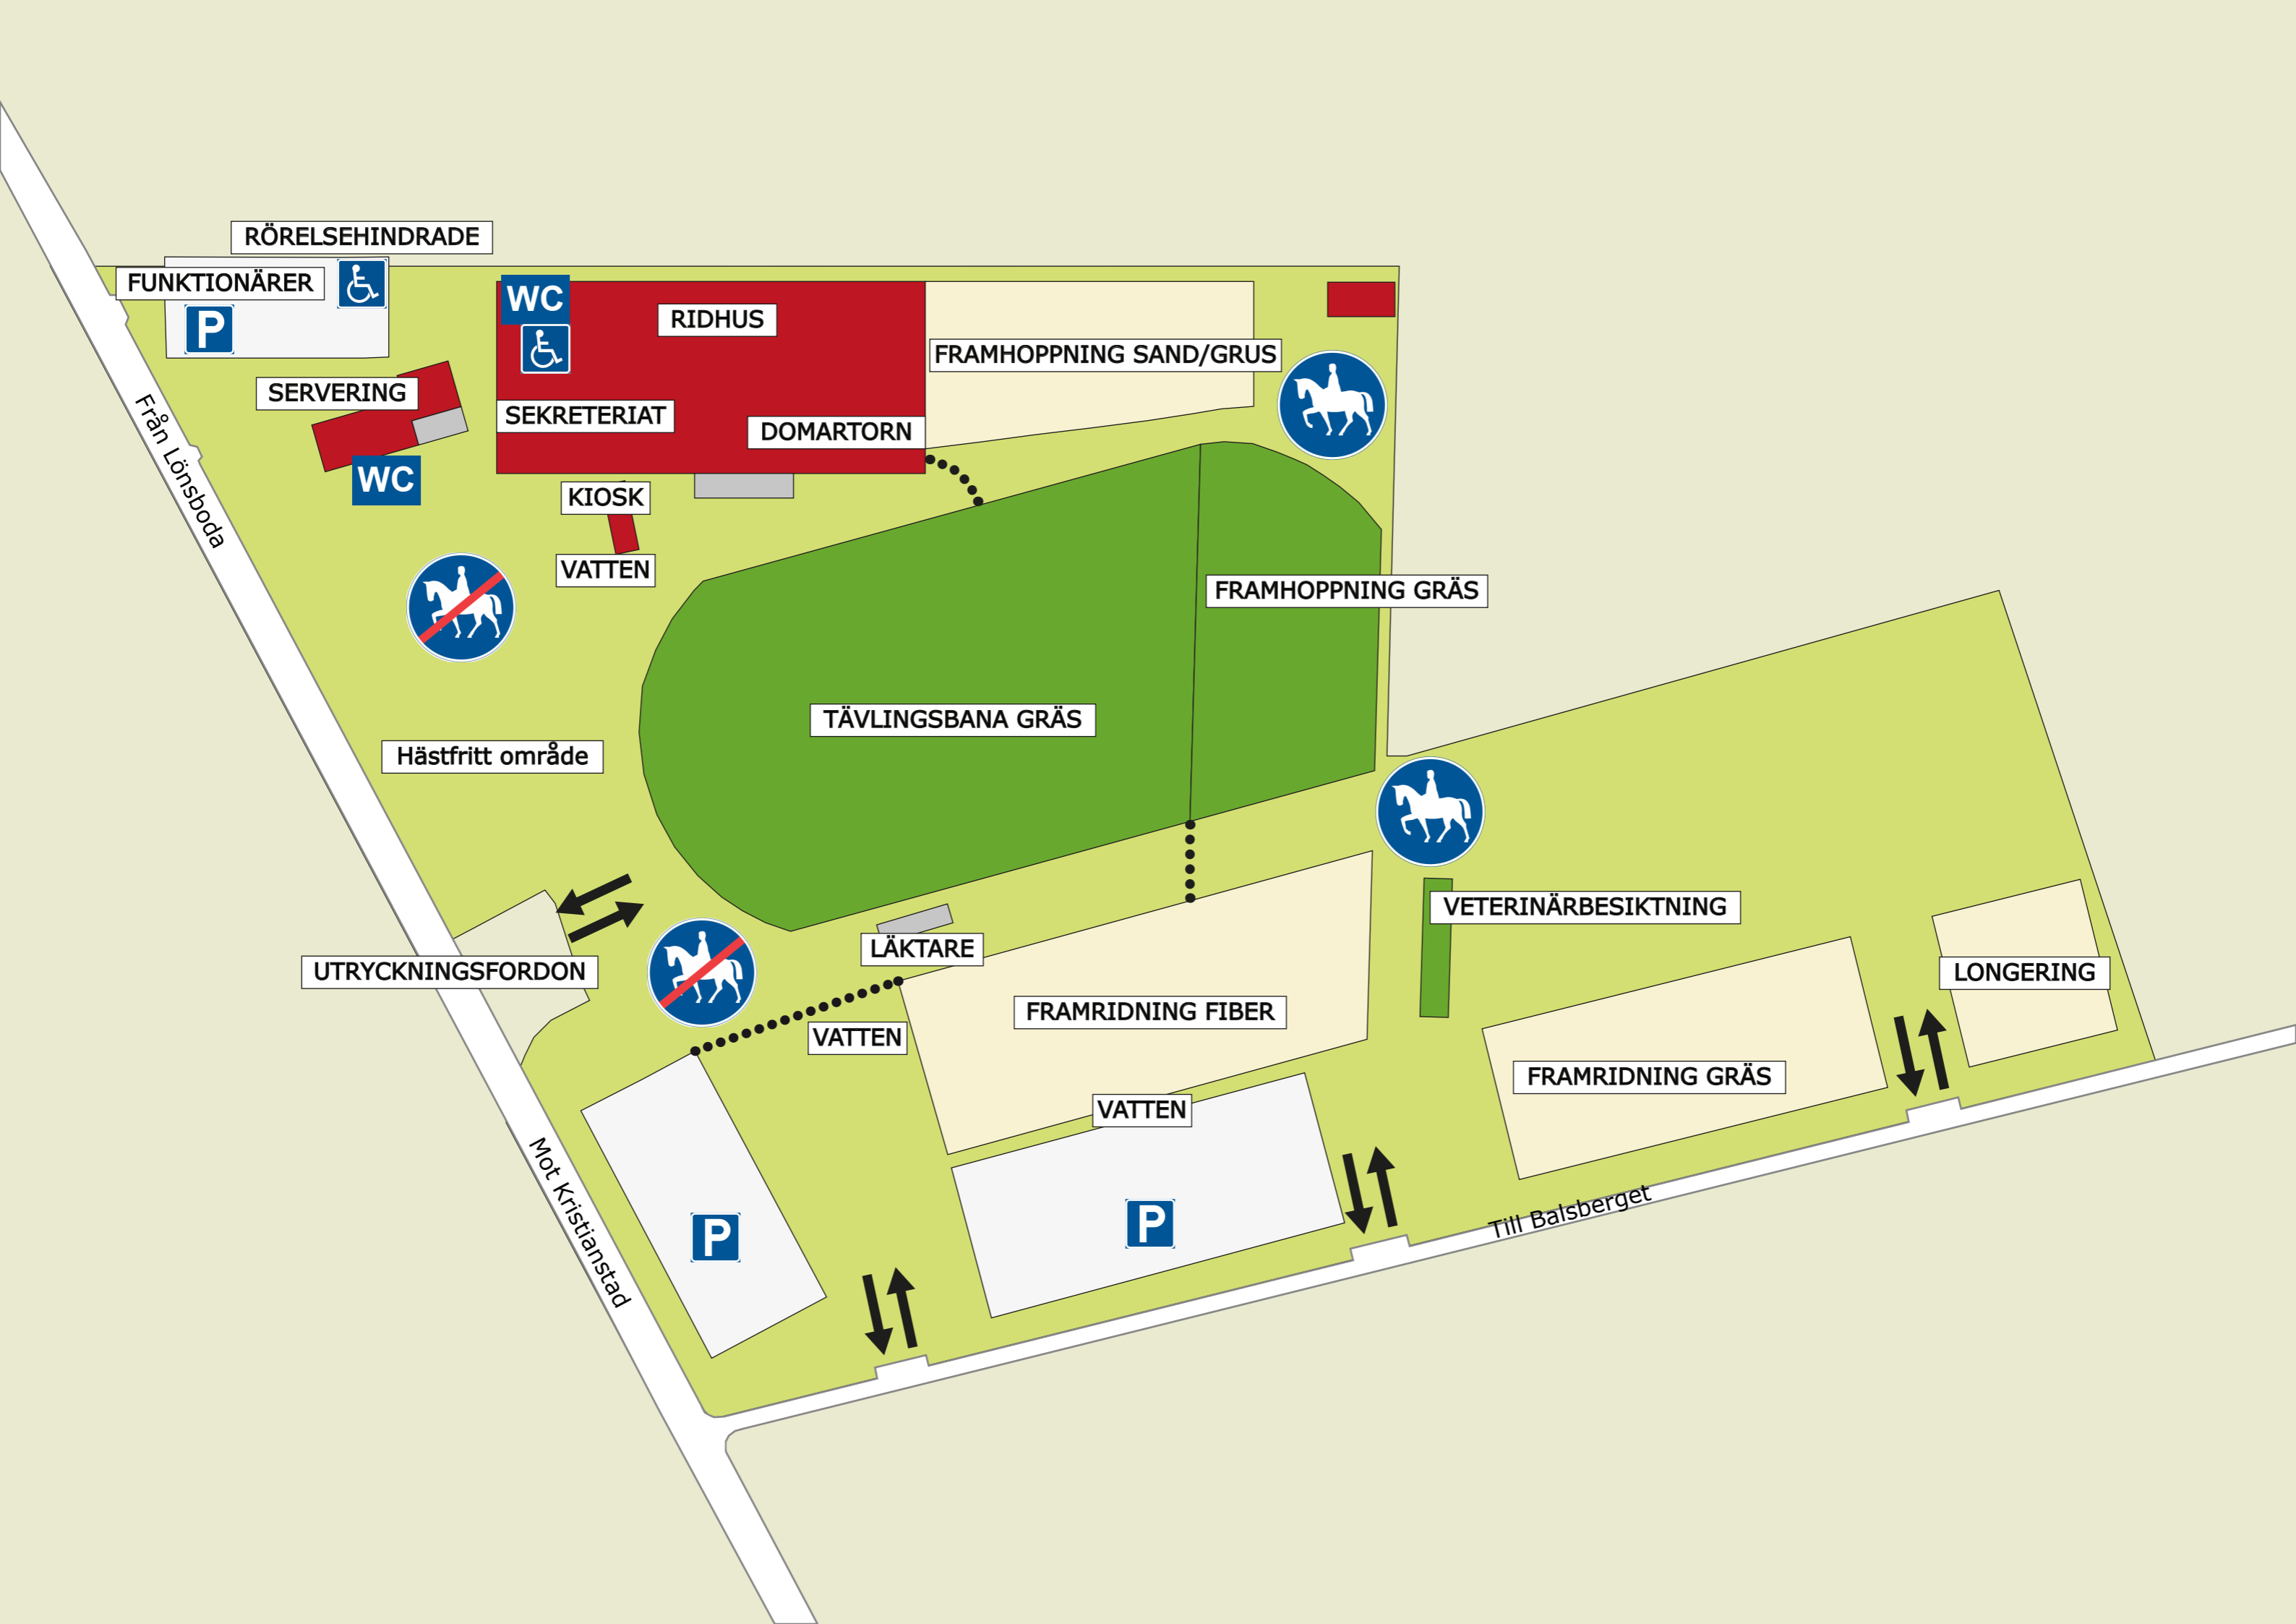 RÖRELSEHINDRADE
FUNKTIONÄRER
P
WC
RIDHUS
FRAMHOPPNING SAND/GRUS
SERVERING
SEKRETERIAT
DOMARTORN
WC
KIOSK
VATTEN
Från Lönsboda
FRAMHOPPNING GRÄS
TÄVLINGSBANA GRÄS
Hästfritt område
VETERINÄRBESIKTNING
LÄKTARE
UTRYCKNINGSFORDON
LONGERING
FRAMRIDNING FIBER
VATTEN
FRAMRIDNING GRÄS
VATTEN
Mot Kristianstad
P
P
Till Balsberget